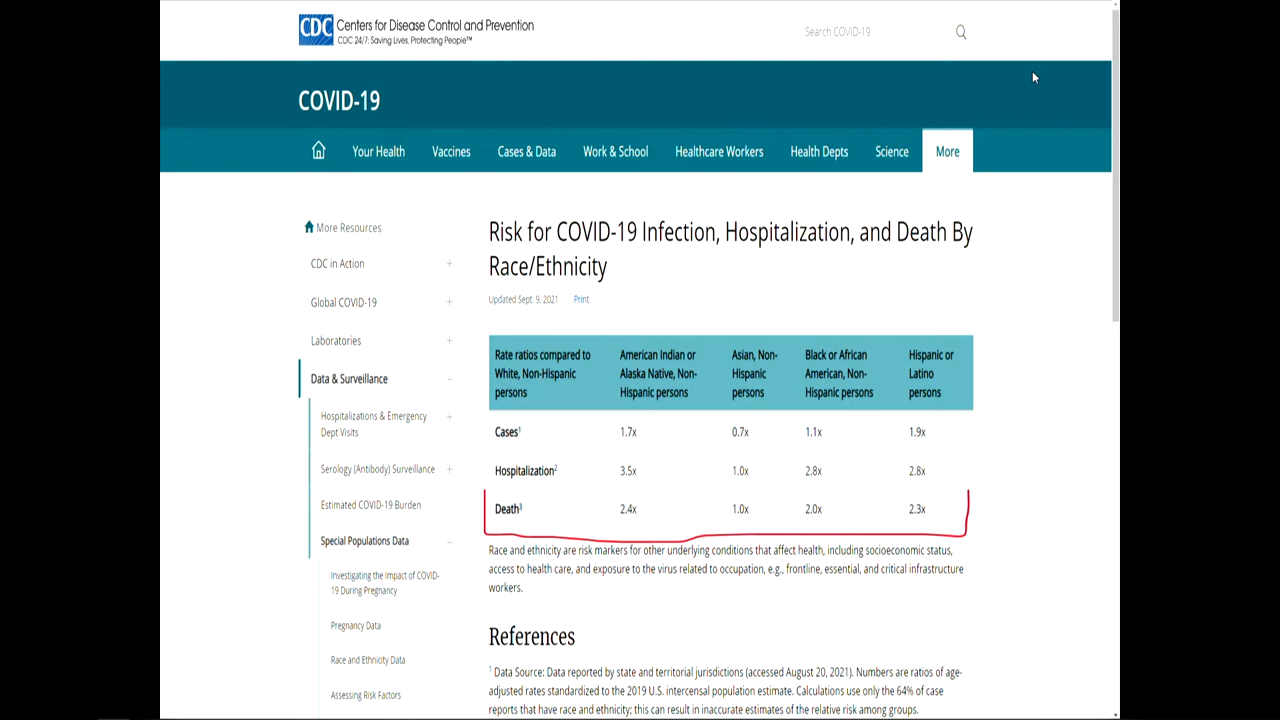 CDC Centers for Disease Control and Prevention
CDC 24/7: Saving Lives, Protecting People™
Search COVID-19
COVID-19
Your Health Vaccines Cases & Data Work & School Healthcare Workers Health Depts Science More
More Resources
CDC in Action +
Global COVID-19 +
Laboratories +
Data & Surveillance –
Hospitalizations & Emergency +
Dept Visits
Serology (Antibody) Surveillance +
Estimated COVID-19 Burden
Special Populations Data –
Investigating the Impact of COVID-
19 During Pregnancy
Pregnancy Data
Race and Ethnicity Data
Assessing Risk Factors
Risk for COVID-19 Infection, Hospitalization, and Death By
Race/Ethnicity
Updated Sept. 9, 2021 Print
Rate ratios compared to American Indian or Asian, Non- Black or African Hispanic or
White, Non-Hispanic Alaska Native, Non- Hispanic American, Non- Latino
persons Hispanic persons persons Hispanic persons persons
Cases¹ 1.7x 0.7x 1.1x 1.9x
Hospitalization² 3.5x 1.0x 2.8x 2.8x
Death³ 2.4x 1.0x 2.0x 2.3x
Race and ethnicity are risk markers for other underlying conditions that affect health, including socioeconomic status,
access to health care, and exposure to the virus related to occupation, e.g., frontline, essential, and critical infrastructure
workers.
References
¹ Data Source: Data reported by state and territorial jurisdictions (accessed August 20, 2021). Numbers are ratios of age-
adjusted rates standardized to the 2019 U.S. intercensal population estimate. Calculations use only the 64% of case
reports that have race and ethnicity; this can result in inaccurate estimates of the relative risk among groups.